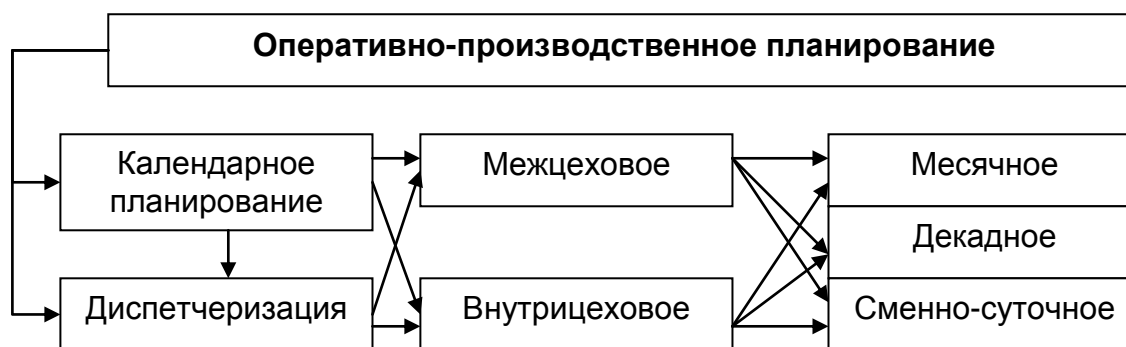 Оперативно-производственное планирование
Календарное
планирование
Межцеховое
Месячное
Декадное
Диспетчеризация
Внутрицеховое
Сменно-суточное